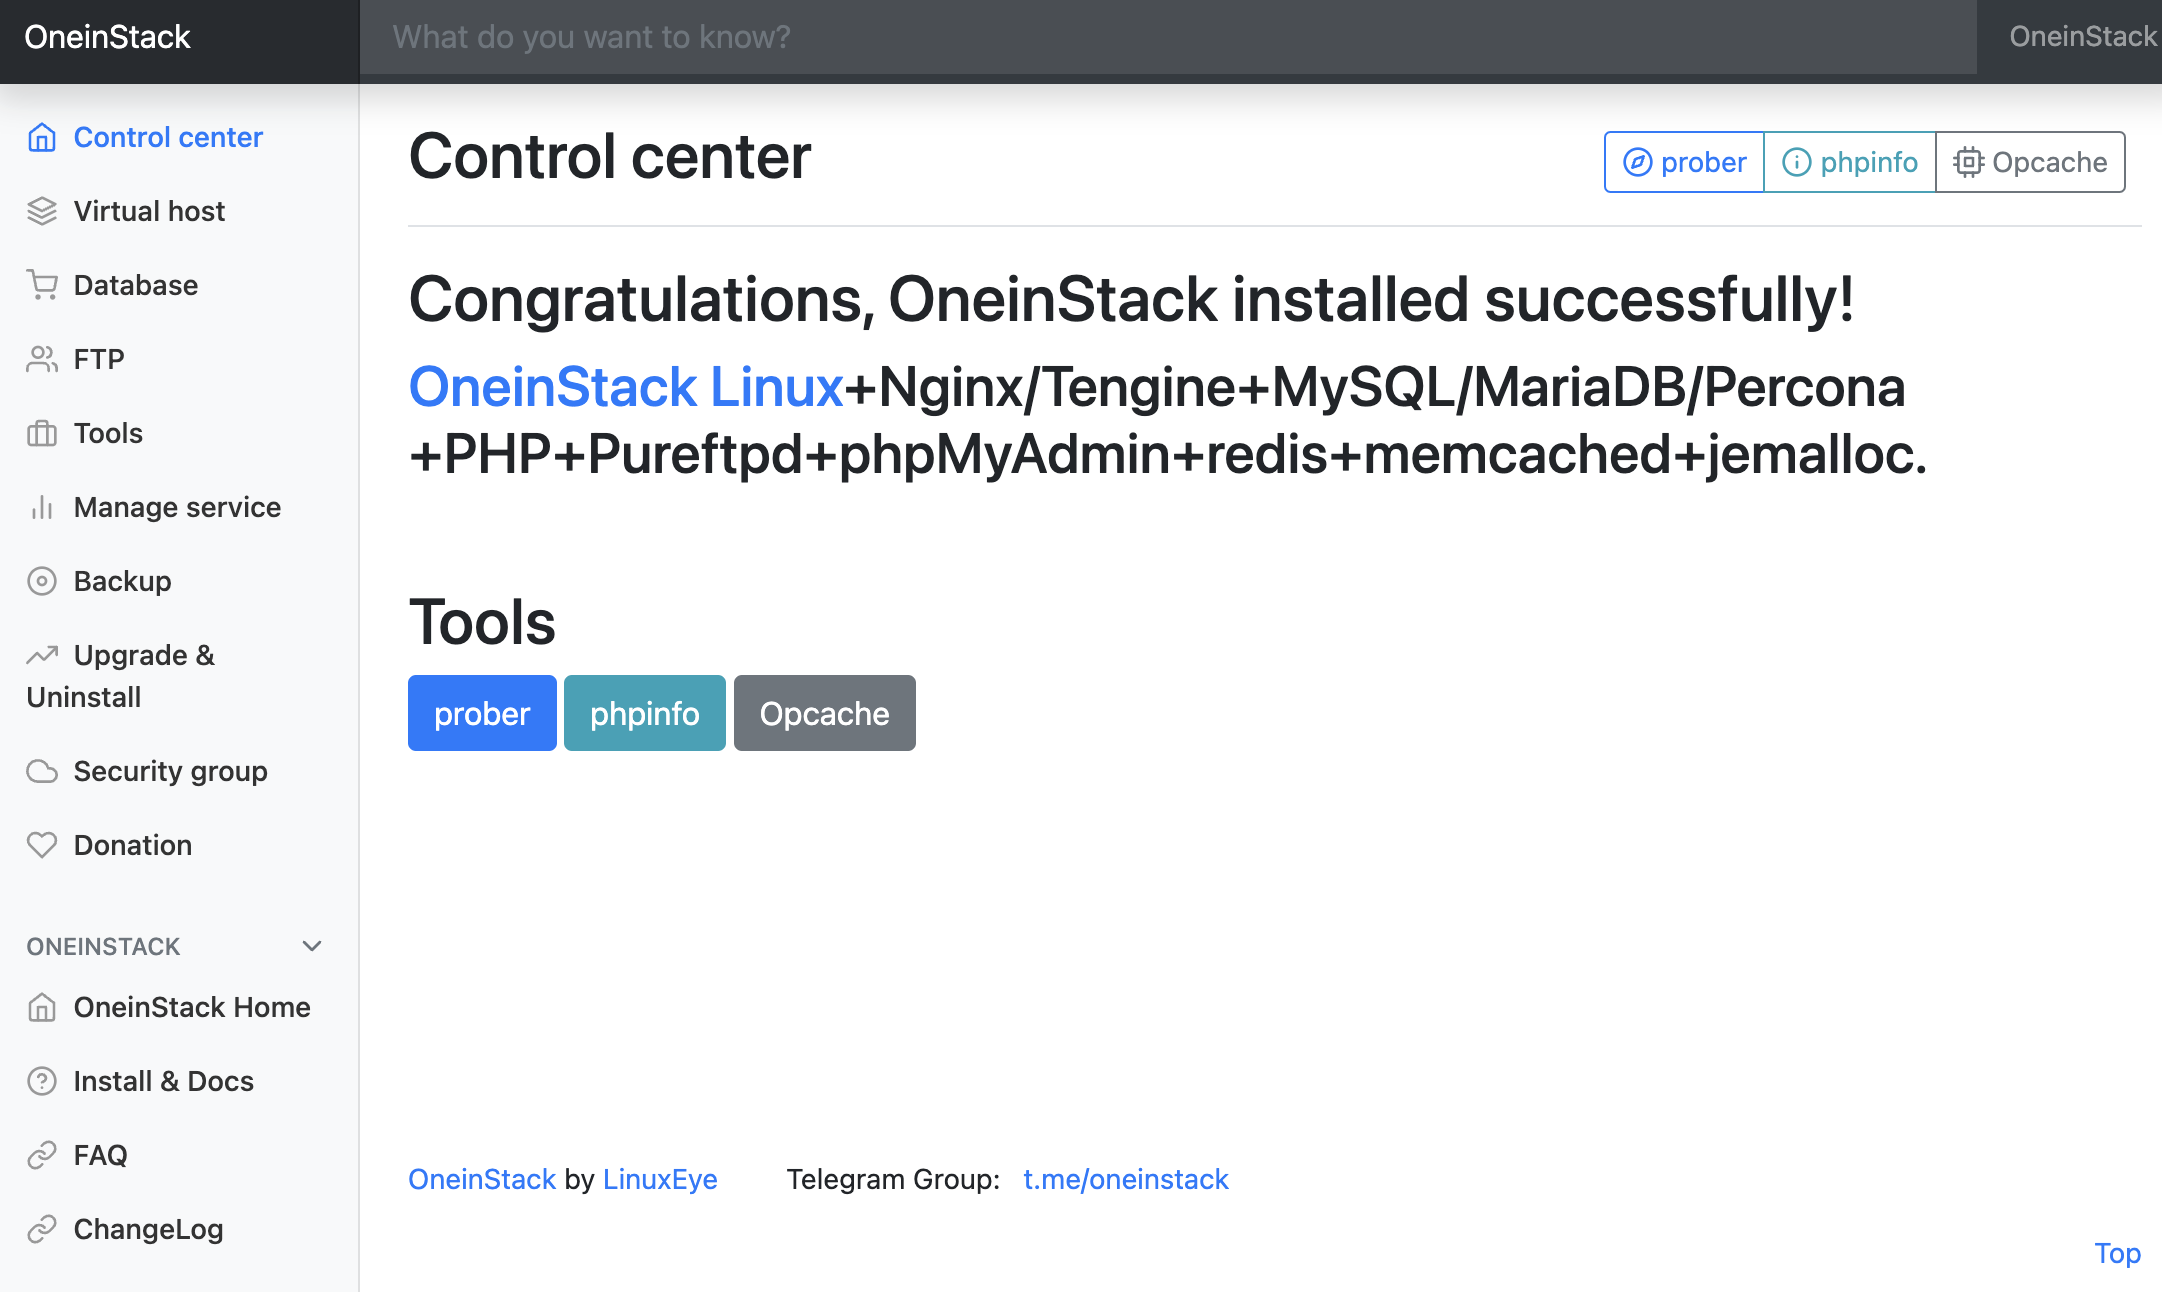 OneinStack
What do you want to know?
OneinStack
Control center
Virtual host
Database
FTP
Tools
Manage service
Backup
Upgrade &
Uninstall
Security group
Donation
ONEINSTACK
OneinStack Home
Install & Docs
FAQ
ChangeLog
Control center
prober
phpinfo
Opcache
Congratulations, OneinStack installed successfully!
OneinStack Linux+Nginx/Tengine+MySQL/MariaDB/Percona
+PHP+Pureftpd+phpMyAdmin+redis+memcached+jemalloc.
Tools
prober
phpinfo
Opcache
OneinStack by LinuxEye Telegram Group: t.me/oneinstack
Top